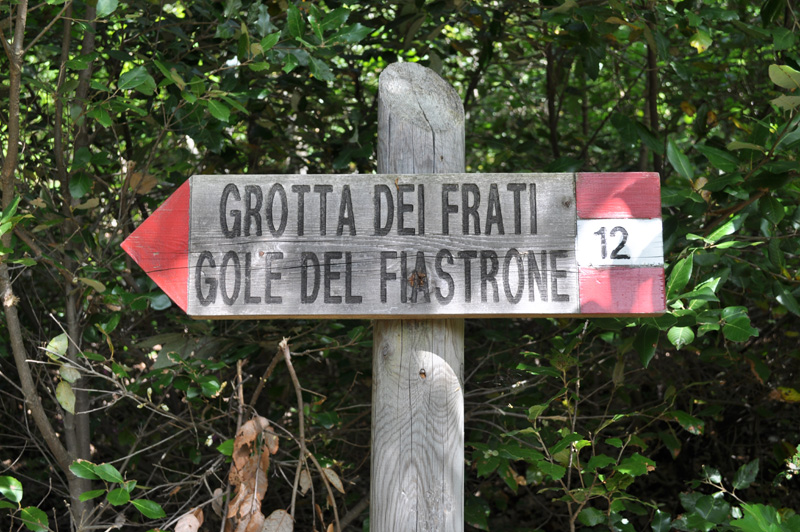 GROTTA DEI FRATI
GOLE DEL FIASTRONE
12